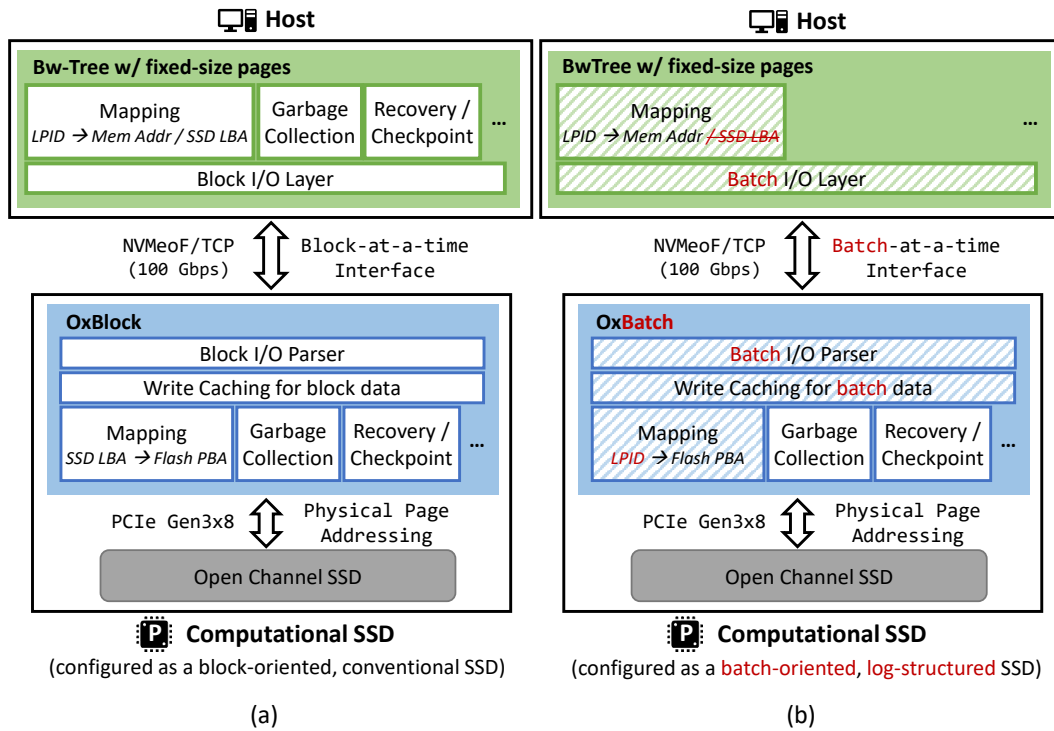 Host
Bw-Tree w/ fixed-size pages
Mapping
LPID → Mem Addr / SSD LBA
Garbage
Collection
Recovery /
Checkpoint
...
Block I/O Layer
NVMeoF/TCP
(100 Gbps)
Block-at-a-time
Interface
OxBlock
Block I/O Parser
Write Caching for block data
Mapping
SSD LBA → Flash PBA
Garbage
Collection
Recovery /
Checkpoint
...
PCIe Gen3x8
Physical Page
Addressing
Open Channel SSD
P
Computational SSD
(configured as a block-oriented, conventional SSD)
(a)
Host
BwTree w/ fixed-size pages
Mapping
LPID → Mem Addr / SSD LBA
...
Batch I/O Layer
NVMeoF/TCP
(100 Gbps)
Batch-at-a-time
Interface
OxBatch
Batch I/O Parser
Write Caching for batch data
Mapping
LPID → Flash PBA
Garbage
Collection
Recovery /
Checkpoint
...
PCIe Gen3x8
Physical Page
Addressing
Open Channel SSD
P
Computational SSD
(configured as a batch-oriented, log-structured SSD)
(b)